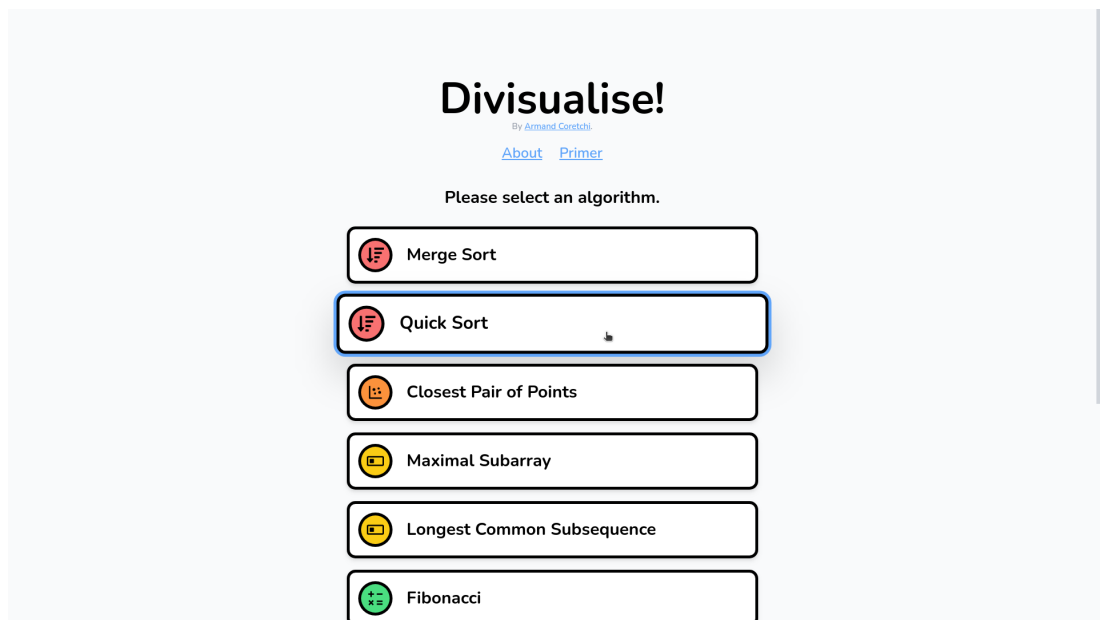 Divisualise!
By Armand Coretchi.
About Primer
Please select an algorithm.
Merge Sort
Quick Sort
Closest Pair of Points
Maximal Subarray
Longest Common Subsequence
Fibonacci